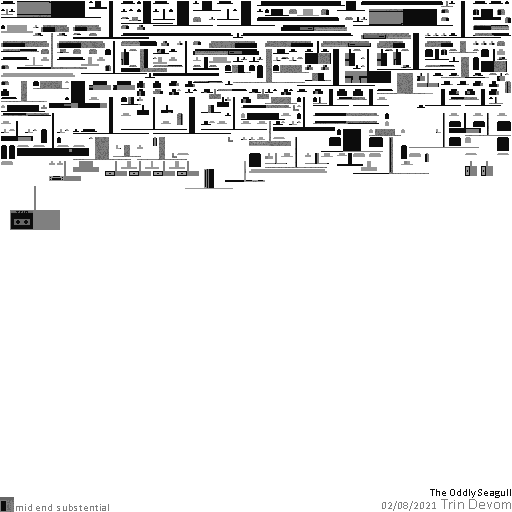 The Oddly Seagull
02/08/2021 Trin Devom
mid end substential